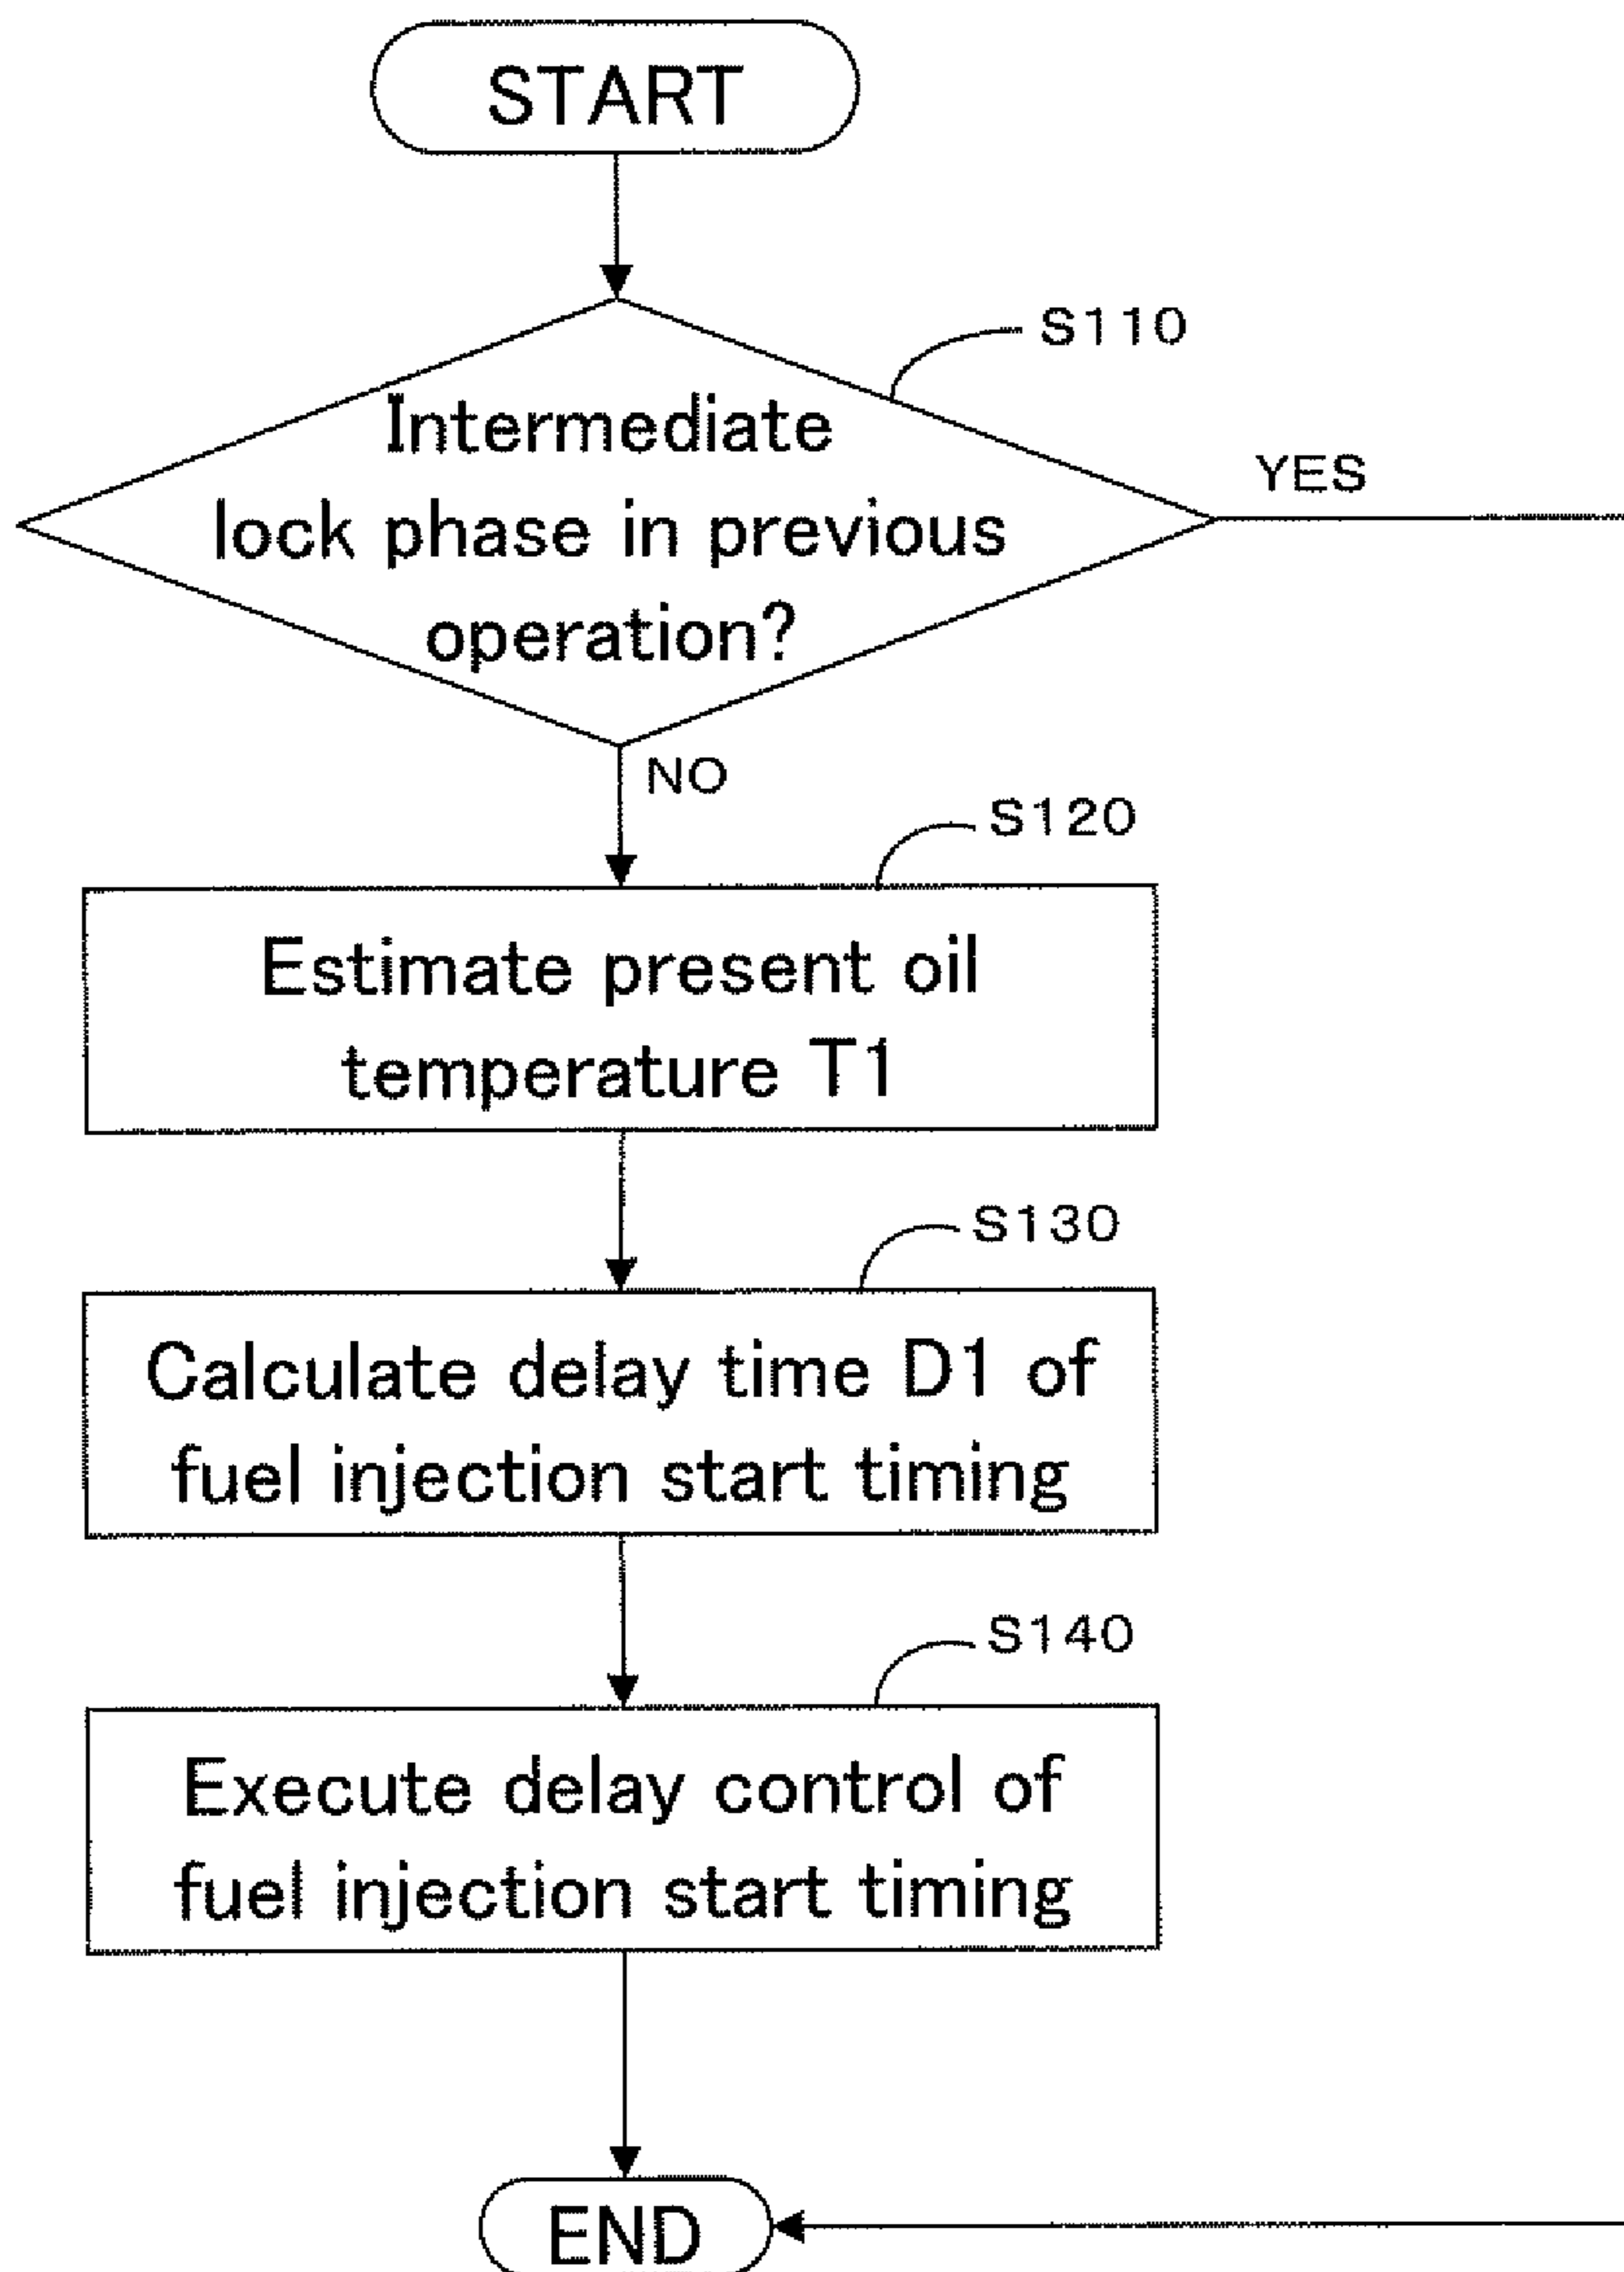 START
S110
Intermediate
YES
lock phase in previous
operation?
NO
S120
Estimate present oil
temperature T1
S130
Calculate delay time D1 of
fuel injection start timing
S140
Execute delay control of
fuel injection start timing
END